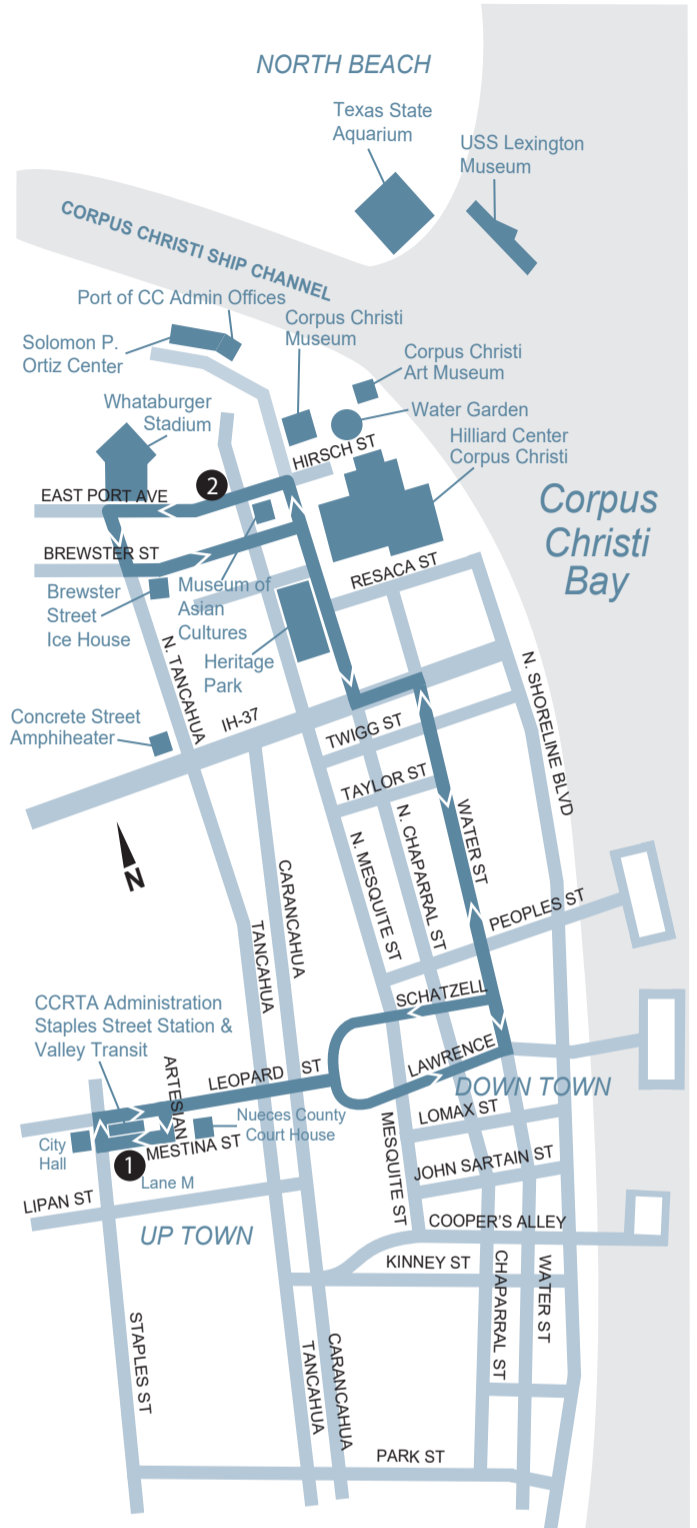 NORTH BEACH
Texas State
Aquarium
USS Lexington
Museum
CORPUS CHRISTI SHIP CHANNEL
Port of CC Admin Offices
Corpus Christi
Museum
Solomon P.
Ortiz Center
Corpus Christi
Art Museum
Whataburger
Stadium
Water Garden
Hilliard Center
Corpus Christi
HIRSCH ST
2
EAST PORT AVE
Corpus
Christi
Bay
BREWSTER ST
RESACA ST
Brewster
Street
Ice House
Museum of
Asian
Cultures
Heritage
Park
N. TANCAHUA
N. SHORELINE BLVD
Concrete Street
Amphiheater
IH-37
TWIGG ST
TAYLOR ST
WATER ST
N. CHAPARRAL ST
N. MESQUITE ST
N
CARANCAHUA
TANCAHUA
PEOPLES ST
SCHATZELL
CCRTA Administration
Staples Street Station &
Valley Transit
LAWRENCE
ARTESIAN
LEOPARD ST
DOWN TOWN
LOMAX ST
Nueces County
Court House
City
Hall
MESTINA ST
1
Lane M
MESQUITE ST
JOHN SARTAIN ST
LIPAN ST
UP TOWN
COOPER'S ALLEY
KINNEY ST
CHAPARRAL ST
WATER ST
STAPLES ST
TANCAHUA
CARANCAHUA
PARK ST